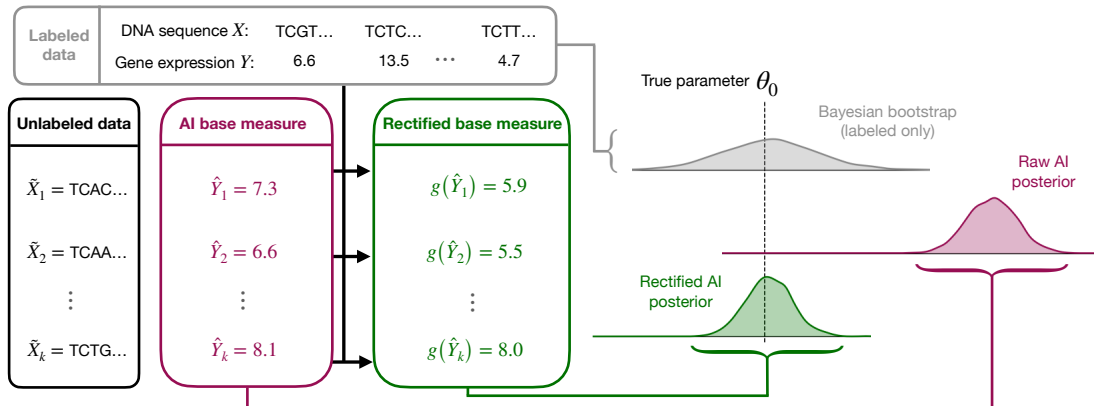 Labeled data
DNA sequence X: TCGT... TCTC... TCTT...
Gene expression Y: 6.6 13.5 ... 4.7
True parameter θ₀
Bayesian bootstrap
(labeled only)
Raw AI
posterior
Rectified AI
posterior
Unlabeled data
X̃₁ = TCAC...
X̃₂ = TCAA...
⋮
X̃ₖ = TCTG...
AI base measure
Ŷ₁ = 7.3
Ŷ₂ = 6.6
⋮
Ŷₖ = 8.1
Rectified base measure
g(Ŷ₁) = 5.9
g(Ŷ₂) = 5.5
⋮
g(Ŷₖ) = 8.0